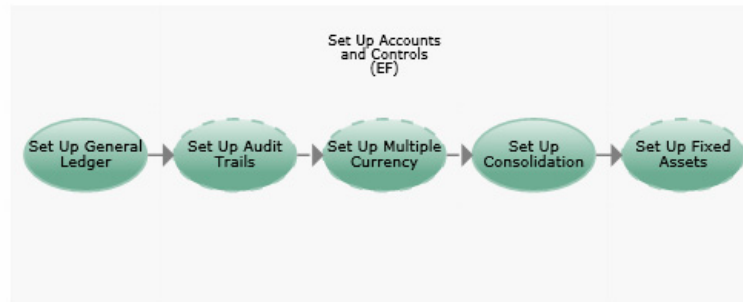 Set Up Accounts
and Controls
(EF)
Set Up General
Ledger
Set Up Audit
Trails
Set Up Multiple
Currency
Set Up
Consolidation
Set Up Fixed
Assets